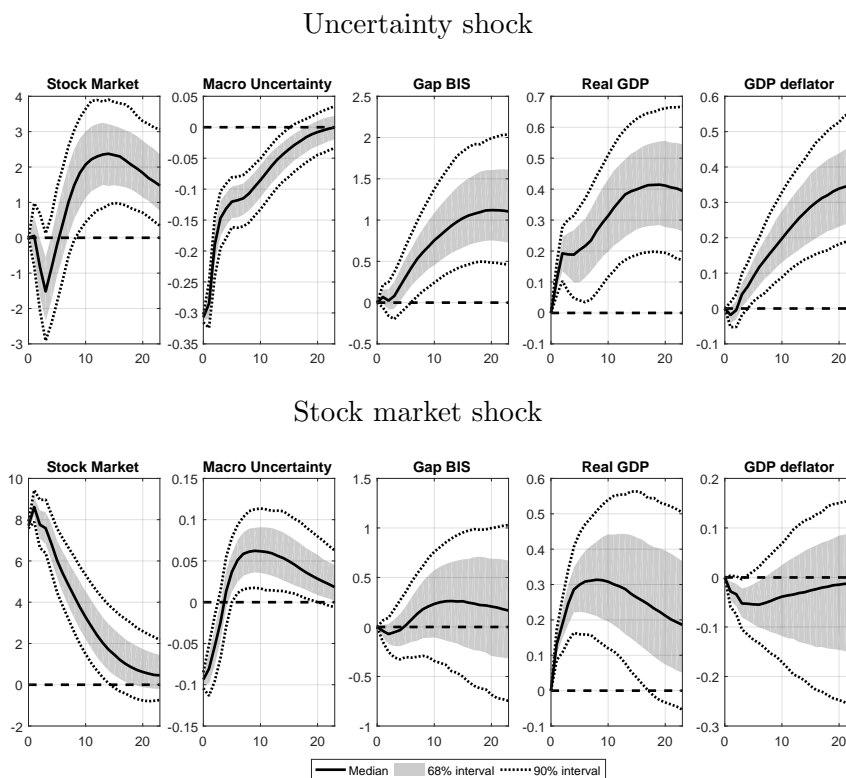 Uncertainty shock
Stock Market Macro Uncertainty Gap BIS Real GDP GDP deflator
4 3 2 1 0 -1 -2 -3
0.05 0 -0.05 -0.1 -0.15 -0.2 -0.25 -0.3 -0.35
2.5 2 1.5 1 0.5 0 -0.5
0.7 0.6 0.5 0.4 0.3 0.2 0.1 0 -0.1
0.6 0.5 0.4 0.3 0.2 0.1 0 -0.1
0 10 20 0 10 20 0 10 20 0 10 20 0 10 20
Stock market shock
Stock Market Macro Uncertainty Gap BIS Real GDP GDP deflator
10 8 6 4 2 0 -2
0.15 0.1 0.05 0 -0.05 -0.1 -0.15
1.5 1 0.5 0 -0.5 -1
0.6 0.5 0.4 0.3 0.2 0.1 0 -0.1
0.2 0.1 0 -0.1 -0.2 -0.3
0 10 20 0 10 20 0 10 20 0 10 20 0 10 20
Median 68% interval 90% interval